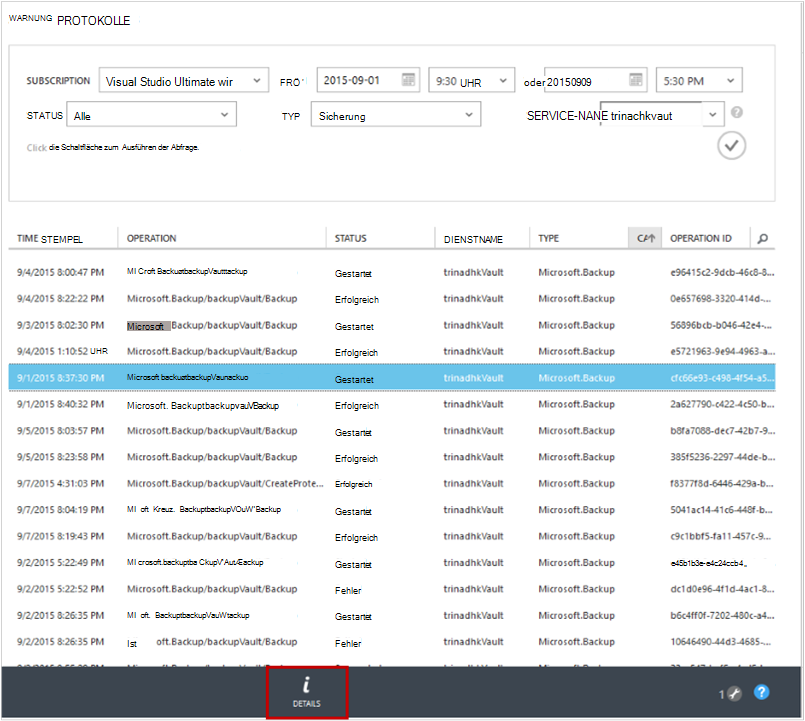 WARNUNG PROTOKOLLE
SUBSCRIPTION Visual Studio Ultimate wir FRÖ 2015-09-01 9:30 UHR oder 20150909 5:30 PM
STATUS Alle TYP Sicherung SERVICE-NANE trinachkvaut
Click die Schaltfläche zum Ausführen der Abfrage.
TIME STEMPEL OPERATION STATUS DIENSTNAME TYPE OPERATION ID
9/4/2015 8:00:47 PM MI Croft BackuatbackupVautttackup Gestartet trinadhkVault Microsoft.Backup e96415c2-9dcb-46c8-8...
9/4/2015 8:22:22 PM Microsoft.Backup/backupVault/Backup Erfolgreich trinadhkVault Microsoft.Backup 0e657698-3320-414d-...
9/3/2015 8:02:30 PM Microsoft Backup/backupVault/Backup Gestartet trinadhkVault Microsoft.Backup 56896bcb-b046-42e4-...
9/4/2015 1:10:52 UHR Microsoft.Backup/backupVault/Backup Erfolgreich trinadhkVault Microsoft.Backup e5721963-9e94-4963-a...
9/1/2015 8:37:30 PM Microsoft backuatbackupVaunackuo Gestartet trinadhkVault Microsoft.Backup cfc66e93-c498-4f54-a5...
9/1/2015 8:40:32 PM Microsoft. BackuptbackupvauVBackup Erfolgreich trinadhkVault Microsoft.Backup 2a627790-c422-4c50-b...
9/5/2015 8:03:57 PM Microsoft.Backup/backupVault/Backup Gestartet trinadhkVault Microsoft.Backup b8fa7088-dec7-42b7-9...
9/5/2015 8:23:58 PM Microsoft.Backup/backupVault/Backup Erfolgreich trinadhkVault Microsoft.Backup 385f5236-2297-44de-b...
9/7/2015 4:31:03 PM Microsoft.Backup/backupVault/CreateProte... Erfolgreich trinadhkVault Microsoft.Backup f8377f8d-6446-429a-b...
9/7/2015 8:04:19 PM MI oft Kreuz. BackuptbackupVOuW'Backup Gestartet trinadhkVault Microsoft.Backup 5041ac14-41c6-448f-b...
9/7/2015 8:19:43 PM Microsoft.Backup/backupVault/Backup Erfolgreich trinadhkVault Microsoft.Backup c9c1bbf5-fa11-457c-9...
9/2/2015 5:22:49 PM MI crosoft.backuptba CkupV'Aut/Eackup Gestartet trinadhkVault Microsoft.Backup e45b1b3e-e4c24ccb4
9/2/2015 5:22:52 PM Microsoft.Backup/backupVault/Backup Fehler trinadhkVault Microsoft.Backup dc1d0e96-4f1d-4ac1-8...
9/2/2015 8:26:35 PM MI oft. BackuptbackupVauWtackup Gestartet trinadhkVault Microsoft.Backup b6c4ff0f-7202-480c-a4...
9/2/2015 8:26:35 PM Ist oft.Backup/backupVault/Backup Fehler trinadhkVault Microsoft.Backup 10646490-44d3-4685-...
i
DETAILS
1 ?